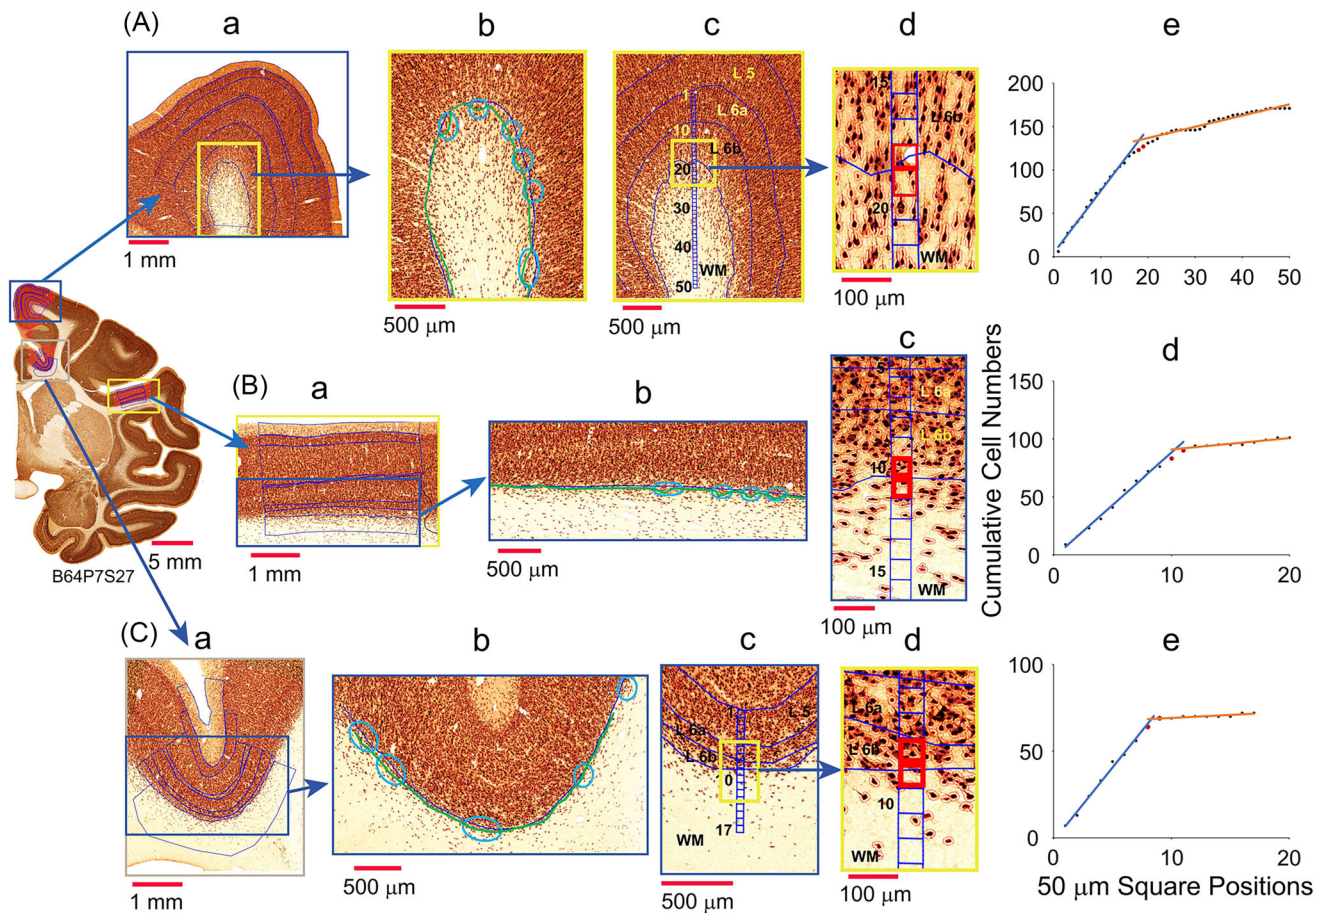 (A)
a
b
c
d
e
L 5
1
L 6a
10
L 6b
20
30
40
WM
50
15
L 6b
20
WM
1 mm
500 μm
500 μm
100 μm
200
150
100
50
0
0 10 20 30 40 50
(B)
a
b
c
d
L 6a
L 6b
10
15
WM
5 mm
B64P7S27
1 mm
500 μm
100 μm
Cumulative Cell Numbers
150
100
50
0
0 10 20
(C)
a
b
c
d
e
1
L 5
L 6a
L 6b
10
17
WM
L 6a
L 6b
10
WM
1 mm
500 μm
500 μm
100 μm
100
50
0
0 10 20
50 μm Square Positions